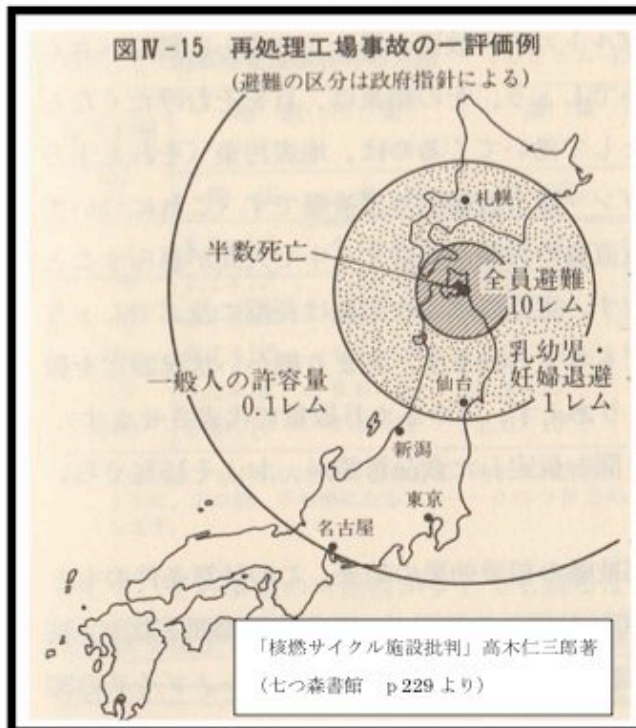 図Ⅳ-15 再処理工場事故の一評価例
(避難の区分は政府指針による)
札幌
半数死亡
全員避難
10レム
乳幼児・
妊婦退避
1レム
一般人の許容量
0.1レム
仙台
新潟
東京
名古屋
「核燃サイクル施設批判」高木仁三郎著
(七つ森書館 p229より)